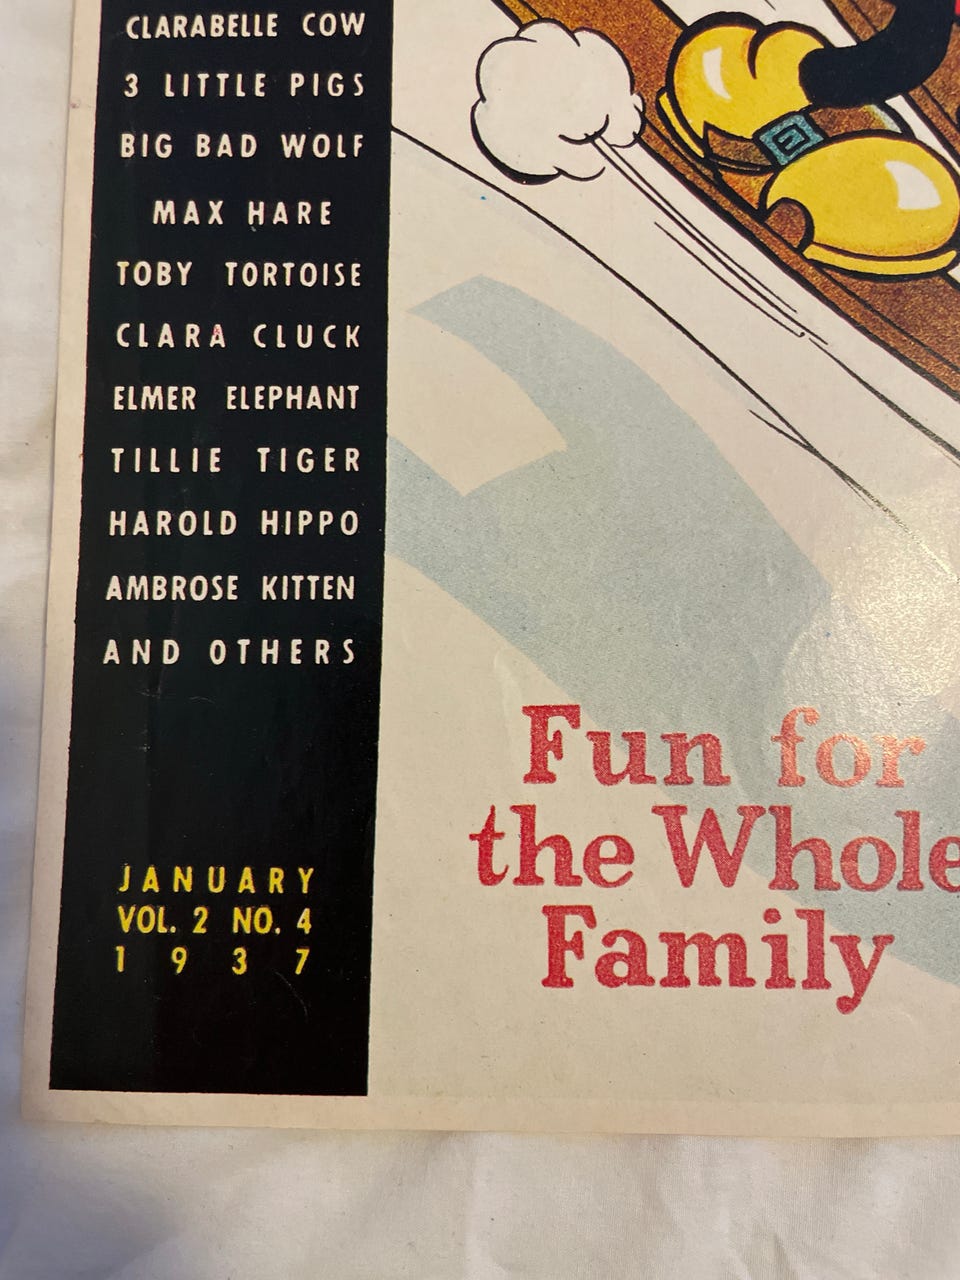 CLARABELLE COW
3 LITTLE PIGS
BIG BAD WOLF
MAX HARE
TOBY TORTOISE
CLARA CLUCK
ELMER ELEPHANT
TILLIE TIGER
HAROLD HIPPO
AMBROSE KITTEN
AND OTHERS
JANUARY
VOL. 2 NO. 4
1937
Fun for
the Whole
Family